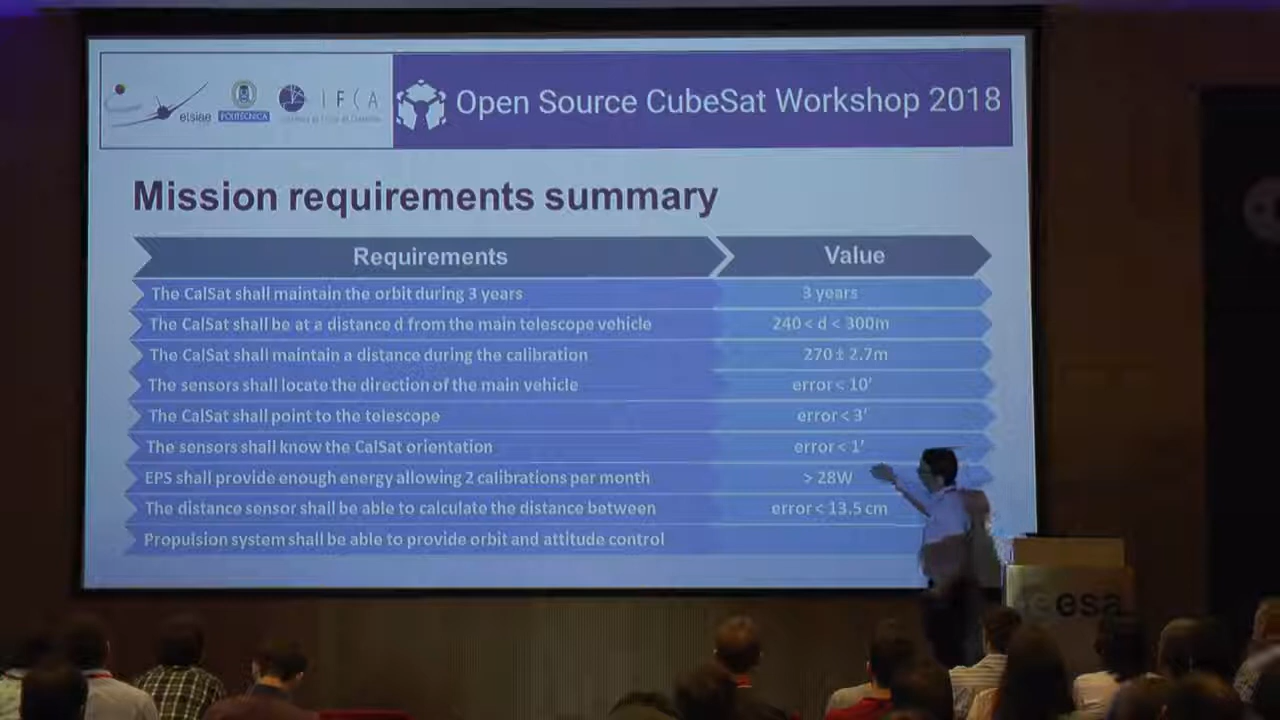 etsiae
POLITÉCNICA
IFCA
Open Source CubeSat Workshop 2018
Mission requirements summary
Requirements Value
The CalSat shall maintain the orbit during 3 years 3 years
The CalSat shall be at a distance d from the main telescope vehicle 240 < d < 300m
The CalSat shall maintain a distance during the calibration 270 ± 2.7m
The sensors shall locate the direction of the main vehicle error < 10'
The CalSat shall point to the telescope error < 3'
The sensors shall know the CalSat orientation error < 1'
EPS shall provide enough energy allowing 2 calibrations per month > 28W
The distance sensor shall be able to calculate the distance between error < 13.5 cm
Propulsion system shall be able to provide orbit and attitude control
esa